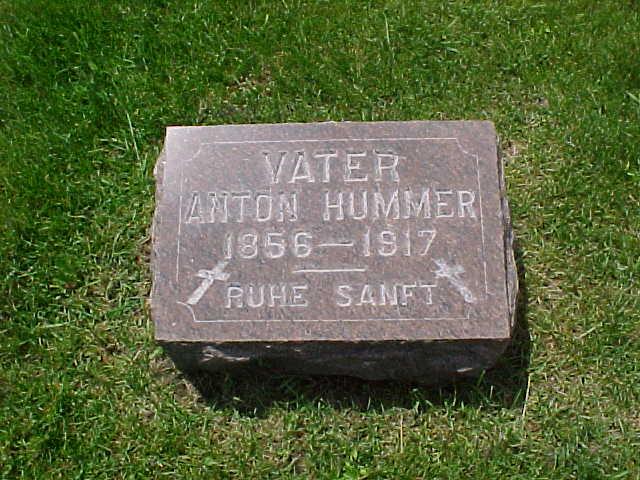 VATER
ANTON HUMMER
1856—1917
RUHE SANFT